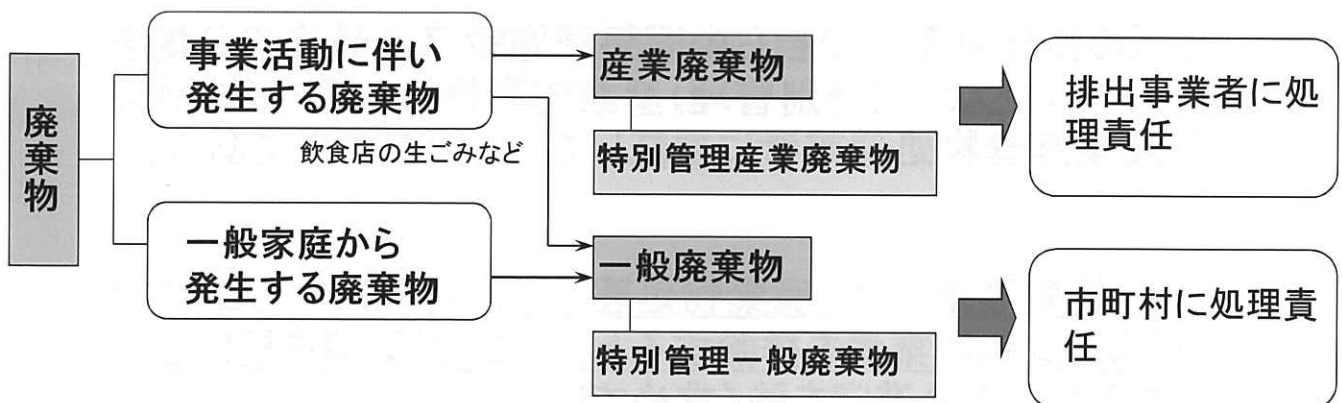 廃棄物
事業活動に伴い
発生する廃棄物
飲食店の生ごみなど
一般家庭から
発生する廃棄物
産業廃棄物
特別管理産業廃棄物
一般廃棄物
特別管理一般廃棄物
排出事業者に処
理責任
市町村に処理責
任